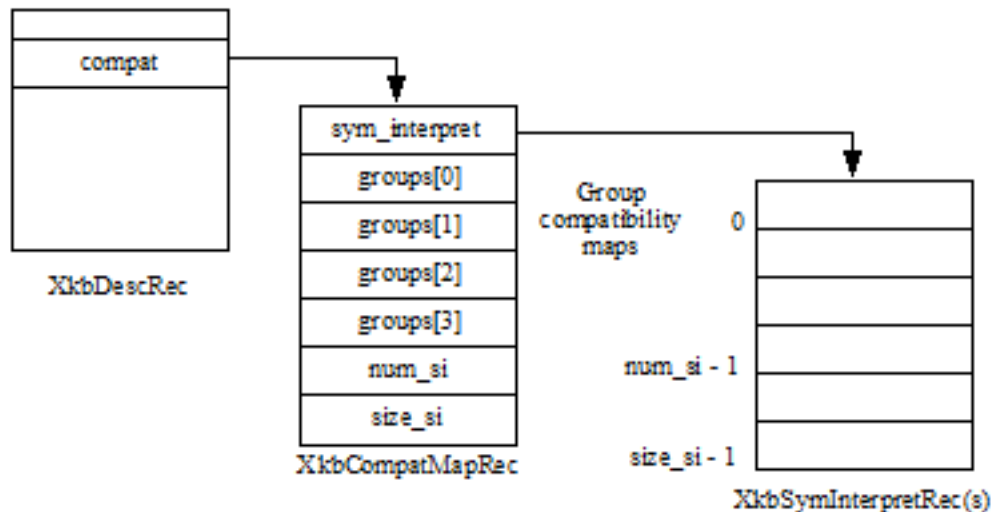 compat
XkbDescRec
sym_interpret
groups[0]
groups[1]
groups[2]
groups[3]
num_si
size_si
XkbCompatMapRec
Group
compatibility
maps
0
num_si - 1
size_si - 1
XkbSymInterpretRec(s)